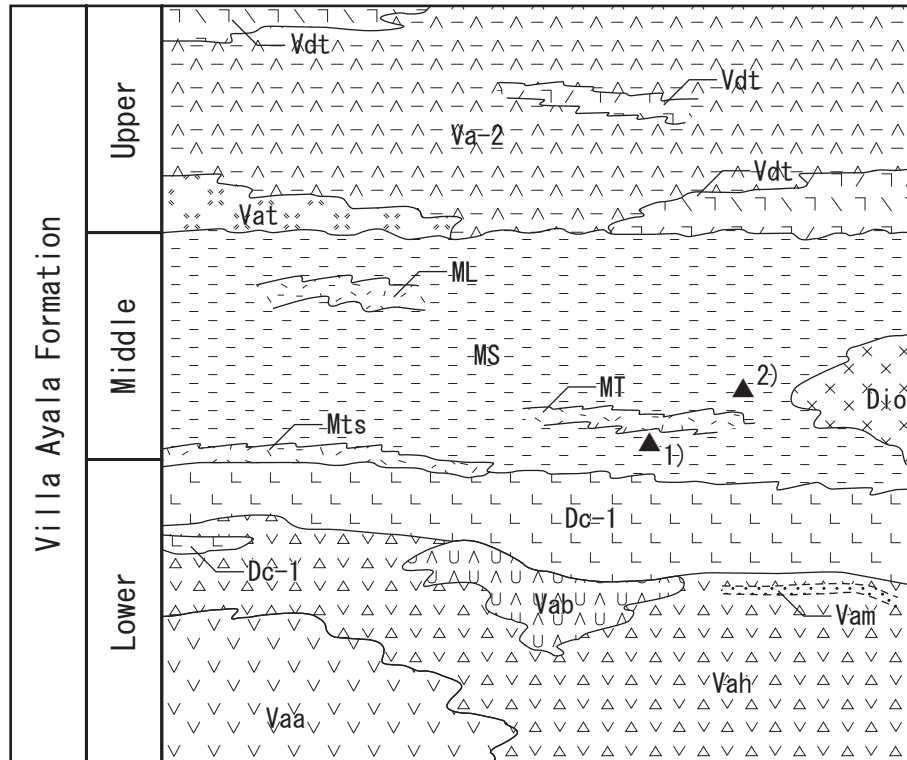 Villa Ayala Formation
Upper
Middle
Lower
Vdt
Vdt
Va-2
Vdt
Vat
ML
MS
MT
2)
Dio
Mts
1)
Dc-1
Dc-1
Vab
Vam
Vah
Vaa